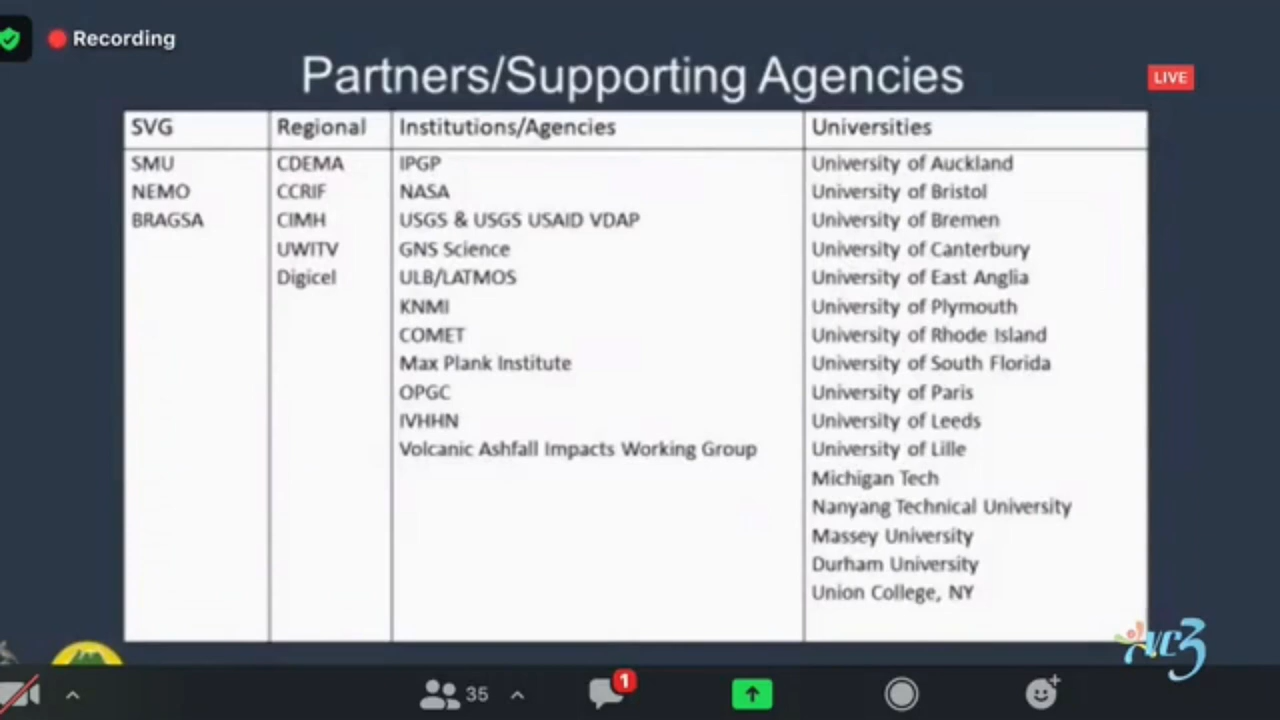 Recording
Partners/Supporting Agencies
LIVE
SVG Regional Institutions/Agencies Universities
SMU CDEMA IPGP University of Auckland
NEMO CCRIF NASA University of Bristol
BRAGSA CIMH USGS & USGS USAID VDAP University of Bremen
UWITV GNS Science University of Canterbury
Digicel ULB/LATMOS University of East Anglia
KNMI University of Plymouth
COMET University of Rhode Island
Max Plank Institute University of South Florida
OPGC University of Paris
IVHHN University of Leeds
Volcanic Ashfall Impacts Working Group University of Lille
Michigan Tech
Nanyang Technical University
Massey University
Durham University
Union College, NY
VC3
35
1